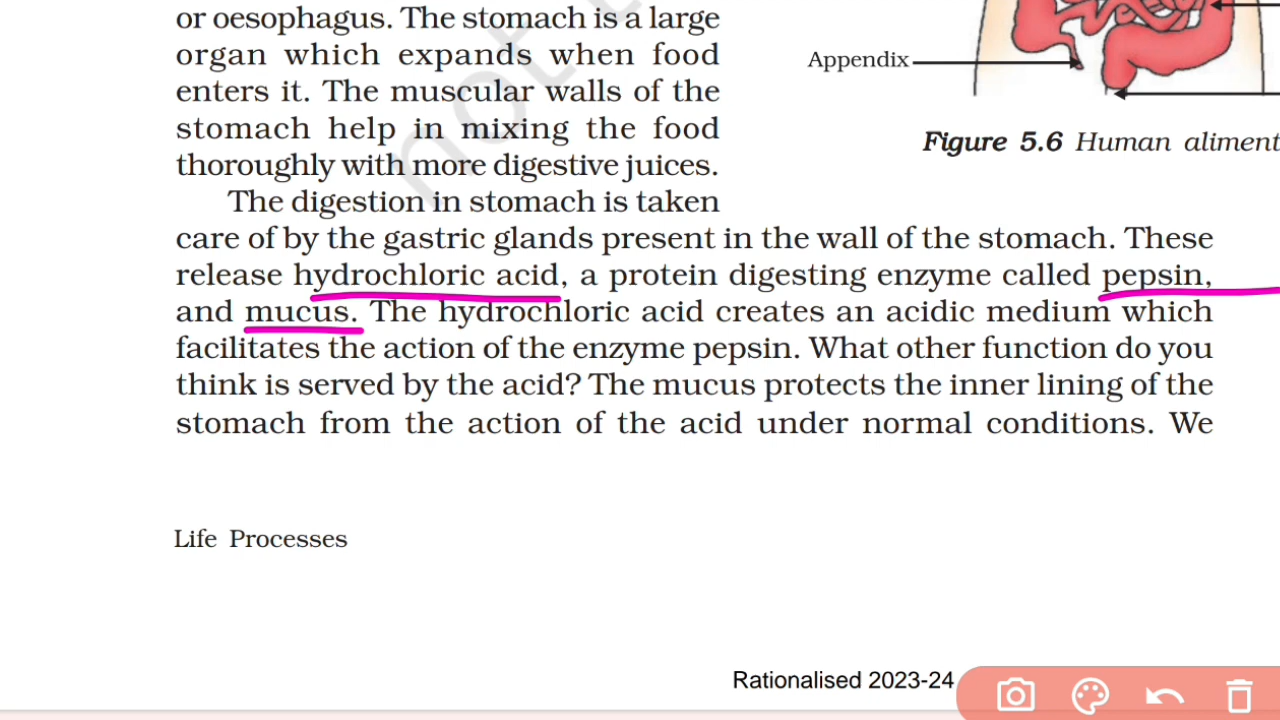 or oesophagus. The stomach is a large
organ which expands when food
enters it. The muscular walls of the
stomach help in mixing the food
thoroughly with more digestive juices.
The digestion in stomach is taken
care of by the gastric glands present in the wall of the stomach. These
release hydrochloric acid, a protein digesting enzyme called pepsin,
and mucus. The hydrochloric acid creates an acidic medium which
facilitates the action of the enzyme pepsin. What other function do you
think is served by the acid? The mucus protects the inner lining of the
stomach from the action of the acid under normal conditions. We
Appendix
Figure 5.6 Human aliment
not
Life Processes
Rationalised 2023-24